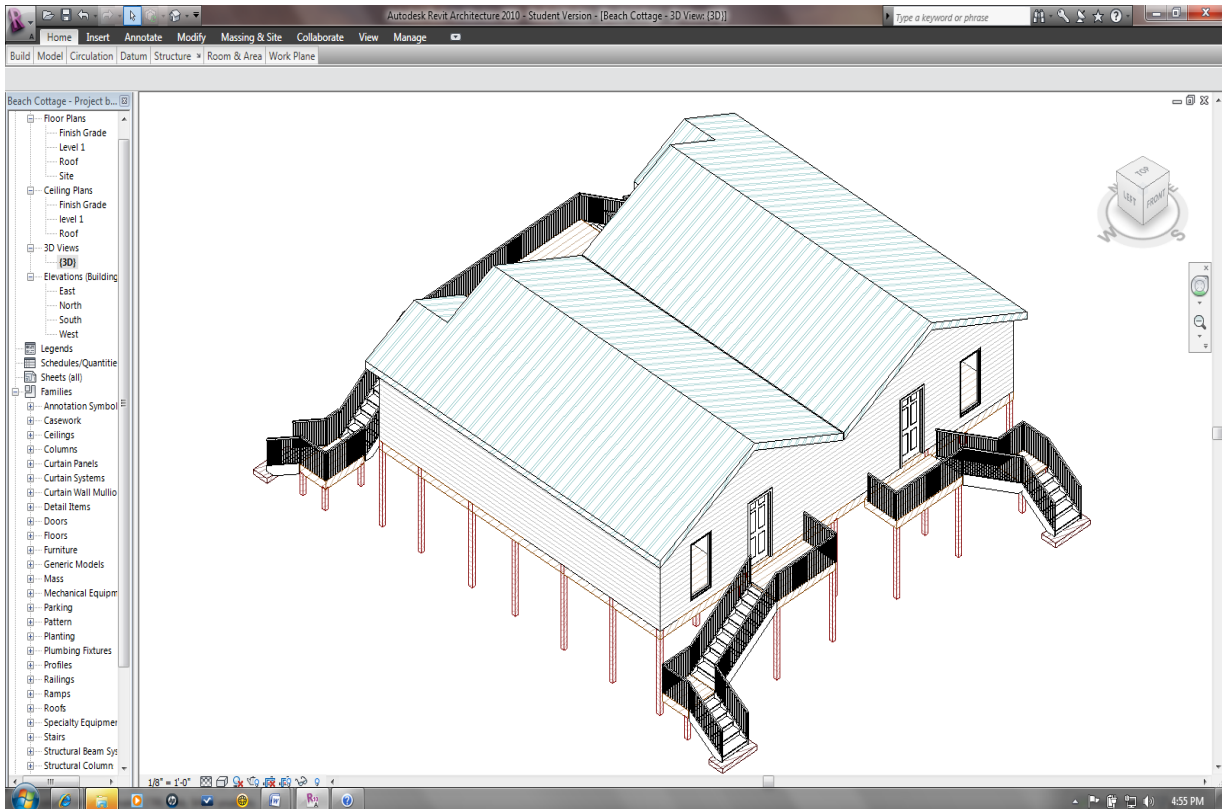 Autodesk Revit Architecture 2010 - Student Version - [Beach Cottage - 3D View: {3D}]
Type a keyword or phrase
Home Insert Annotate Modify Massing & Site Collaborate View Manage
Build Model Circulation Datum Structure Room & Area Work Plane
Beach Cottage - Project b...
Floor Plans
Finish Grade
Level 1
Roof
Site
Ceiling Plans
Finish Grade
level 1
Roof
3D Views
{3D}
Elevations (Building
East
North
South
West
Legends
Schedules/Quantitie
Sheets (all)
Families
Annotation Symbol
Casework
Ceilings
Columns
Curtain Panels
Curtain Systems
Curtain Wall Mullio
Detail Items
Doors
Floors
Furniture
Generic Models
Mass
Mechanical Equipm
Parking
Pattern
Planting
Plumbing Fixtures
Profiles
Railings
Ramps
Roofs
Specialty Equipmer
Stairs
Structural Beam Sy
Structural Column
TOP
LEFT FRONT
W S
1/8" = 1'-0"
4:55 PM